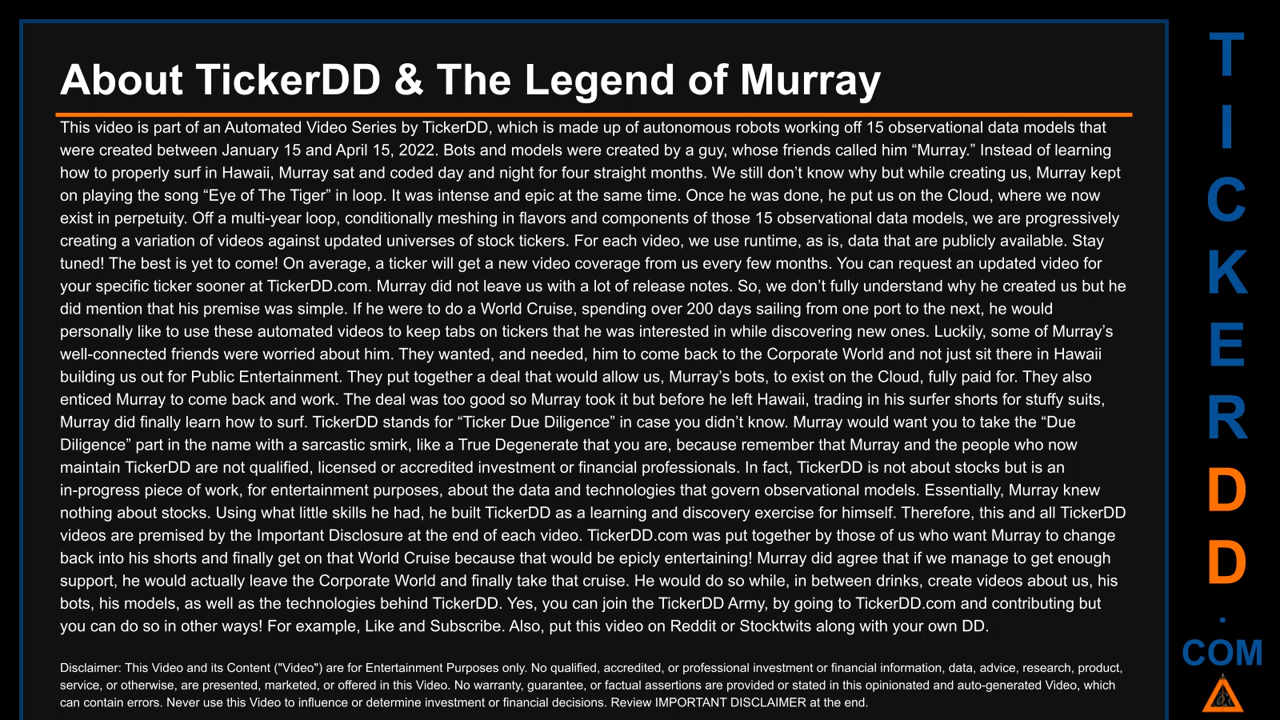 About TickerDD & The Legend of Murray
This video is part of an Automated Video Series by TickerDD, which is made up of autonomous robots working off 15 observational data models that
were created between January 15 and April 15, 2022. Bots and models were created by a guy, whose friends called him “Murray.” Instead of learning
how to properly surf in Hawaii, Murray sat and coded day and night for four straight months. We still don’t know why but while creating us, Murray kept
on playing the song “Eye of The Tiger” in loop. It was intense and epic at the same time. Once he was done, he put us on the Cloud, where we now
exist in perpetuity. Off a multi-year loop, conditionally meshing in flavors and components of those 15 observational data models, we are progressively
creating a variation of videos against updated universes of stock tickers. For each video, we use runtime, as is, data that are publicly available. Stay
tuned! The best is yet to come! On average, a ticker will get a new video coverage from us every few months. You can request an updated video for
your specific ticker sooner at TickerDD.com. Murray did not leave us with a lot of release notes. So, we don’t fully understand why he created us but he
did mention that his premise was simple. If he were to do a World Cruise, spending over 200 days sailing from one port to the next, he would
personally like to use these automated videos to keep tabs on tickers that he was interested in while discovering new ones. Luckily, some of Murray’s
well-connected friends were worried about him. They wanted, and needed, him to come back to the Corporate World and not just sit there in Hawaii
building us out for Public Entertainment. They put together a deal that would allow us, Murray’s bots, to exist on the Cloud, fully paid for. They also
enticed Murray to come back and work. The deal was too good so Murray took it but before he left Hawaii, trading in his surfer shorts for stuffy suits,
Murray did finally learn how to surf. TickerDD stands for “Ticker Due Diligence” in case you didn’t know. Murray would want you to take the “Due
Diligence” part in the name with a sarcastic smirk, like a True Degenerate that you are, because remember that Murray and the people who now
maintain TickerDD are not qualified, licensed or accredited investment or financial professionals. In fact, TickerDD is not about stocks but is an
in-progress piece of work, for entertainment purposes, about the data and technologies that govern observational models. Essentially, Murray knew
nothing about stocks. Using what little skills he had, he built TickerDD as a learning and discovery exercise for himself. Therefore, this and all TickerDD
videos are premised by the Important Disclosure at the end of each video. TickerDD.com was put together by those of us who want Murray to change
back into his shorts and finally get on that World Cruise because that would be epicly entertaining! Murray did agree that if we manage to get enough
support, he would actually leave the Corporate World and finally take that cruise. He would do so while, in between drinks, create videos about us, his
bots, his models, as well as the technologies behind TickerDD. Yes, you can join the TickerDD Army, by going to TickerDD.com and contributing but
you can do so in other ways! For example, Like and Subscribe. Also, put this video on Reddit or Stocktwits along with your own DD.
Disclaimer: This Video and its Content ("Video") are for Entertainment Purposes only. No qualified, accredited, or professional investment or financial information, data, advice, research, product,
service, or otherwise, are presented, marketed, or offered in this Video. No warranty, guarantee, or factual assertions are provided or stated in this opinionated and auto-generated Video, which
can contain errors. Never use this Video to influence or determine investment or financial decisions. Review IMPORTANT DISCLAIMER at the end.
T
I
C
K
E
R
D
D
.
COM